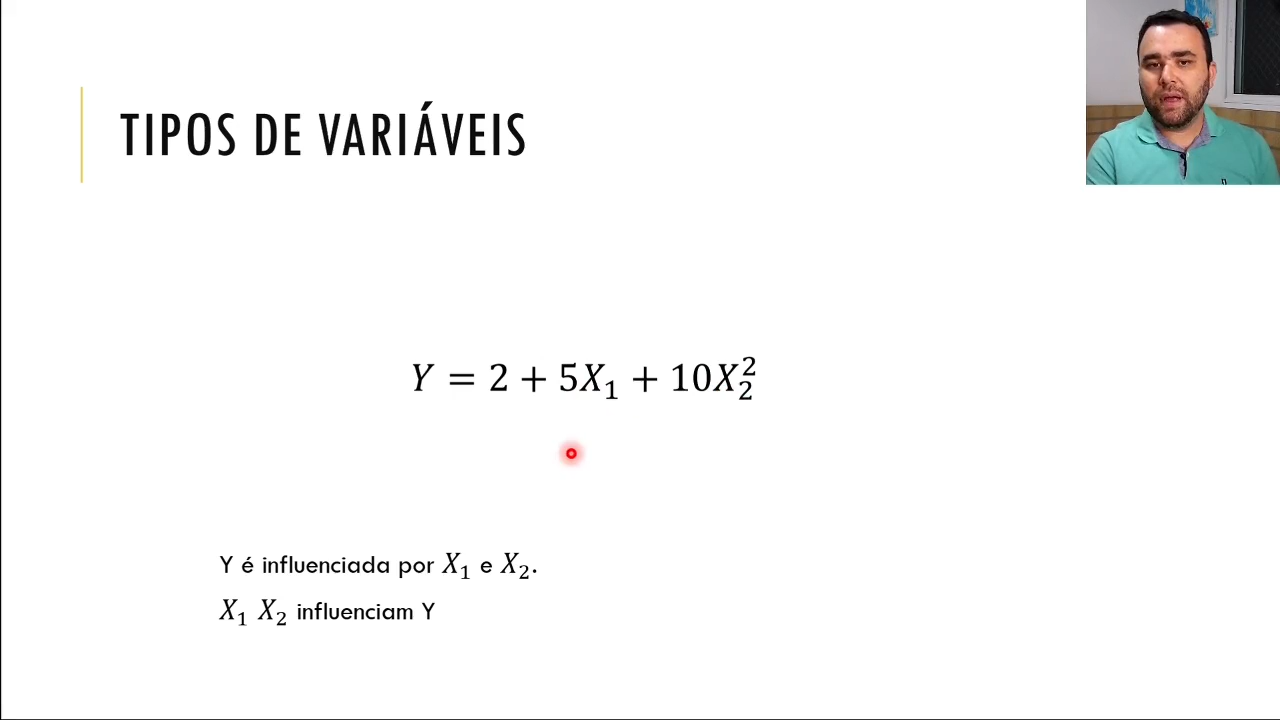 TIPOS DE VARIÁVEIS
Y = 2 + 5X₁ + 10X₂²
Y é influenciada por X₁ e X₂.
X₁ X₂ influenciam Y